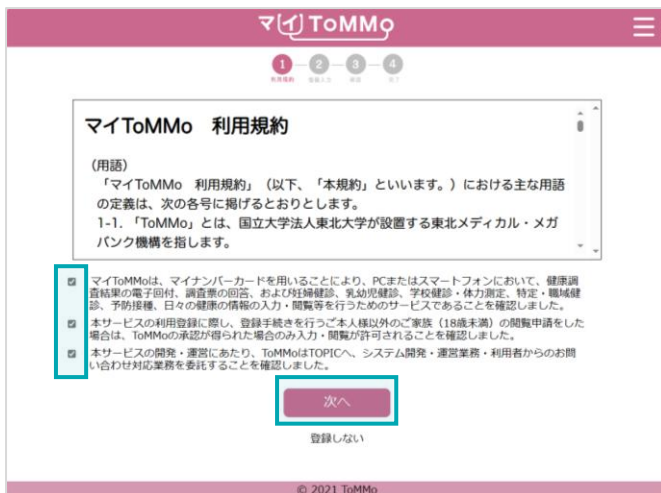 マイToMMo
1 2 3 4
利用規約 登録入力 確認 完了
マイToMMo　利用規約
（用語）
「マイToMMo　利用規約」（以下、「本規約」といいます。）における主な用語
の定義は、次の各号に掲げるとおりとします。
1-1. 「ToMMo」とは、国立大学法人東北大学が設置する東北メディカル・メガ
バンク機構を指します。
マイToMMoは、マイナンバーカードを用いることにより、PCまたはスマートフォンにおいて、健康調
査結果の電子回付、調査票の回答、および妊婦健診、乳幼児健診、学校健診・体力測定、特定・職域健
診、予防接種、日々の健康の情報の入力・閲覧等を行うためのサービスであることを確認しました。
本サービスの利用登録に際し、登録手続きを行うご本人様以外のご家族（18歳未満）の閲覧申請をした
場合は、ToMMoの承認が得られた場合のみ入力・閲覧が許可されることを確認しました。
本サービスの開発・運営にあたり、ToMMoはTOPICへ、システム開発・運営業務・利用者からのお問
い合わせ対応業務を委託することを確認しました。
次へ
登録しない
© 2021 ToMMo